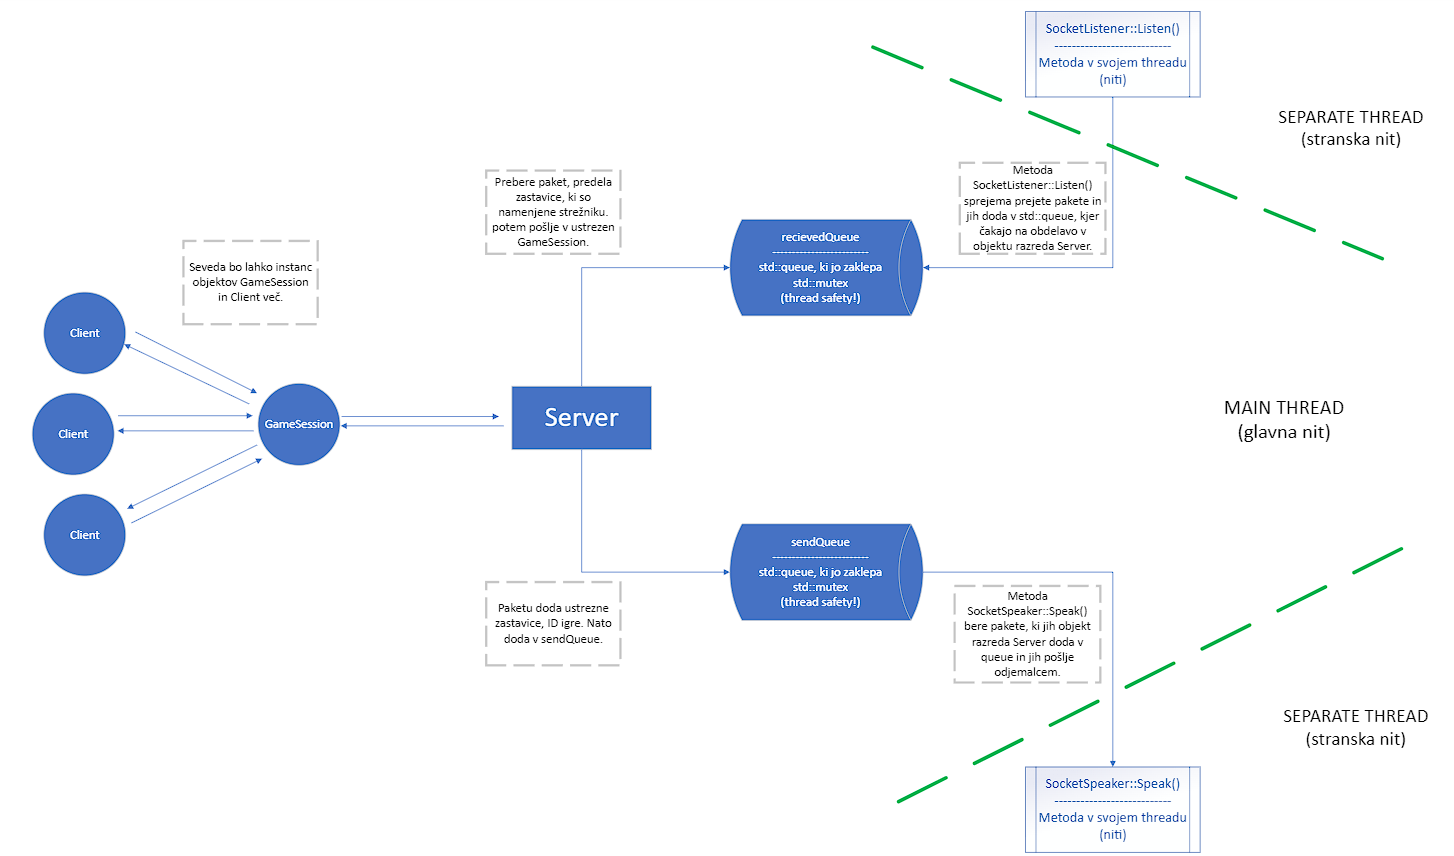 SocketListener::Listen()
----------------------------
Metoda v svojem threadu
(niti)
SEPARATE THREAD
(stranska nit)
Metoda
SocketListener::Listen()
sprejema prejete pakete in
jih doda v std::queue, kjer
čakajo na obdelavo v
objektu razreda Server.
Prebere paket, predela
zastavice, ki so
namenjene strežniku.
potem pošlje v ustrezen
GameSession.
recievedQueue
-------------------------
std::queue, ki jo zaklepa
std::mutex
(thread safety!)
Seveda bo lahko instanc
objektov GameSession
in Client več.
Client
Client
Client
GameSession
Server
MAIN THREAD
(glavna nit)
sendQueue
-------------------------
std::queue, ki jo zaklepa
std::mutex
(thread safety!)
Paketu doda ustrezne
zastavice, ID igre. Nato
doda v sendQueue.
Metoda
SocketSpeaker::Speak()
bere pakete, ki jih objekt
razreda Server doda v
queue in jih pošlje
odjemalcem.
SEPARATE THREAD
(stranska nit)
SocketSpeaker::Speak()
----------------------------
Metoda v svojem threadu
(niti)